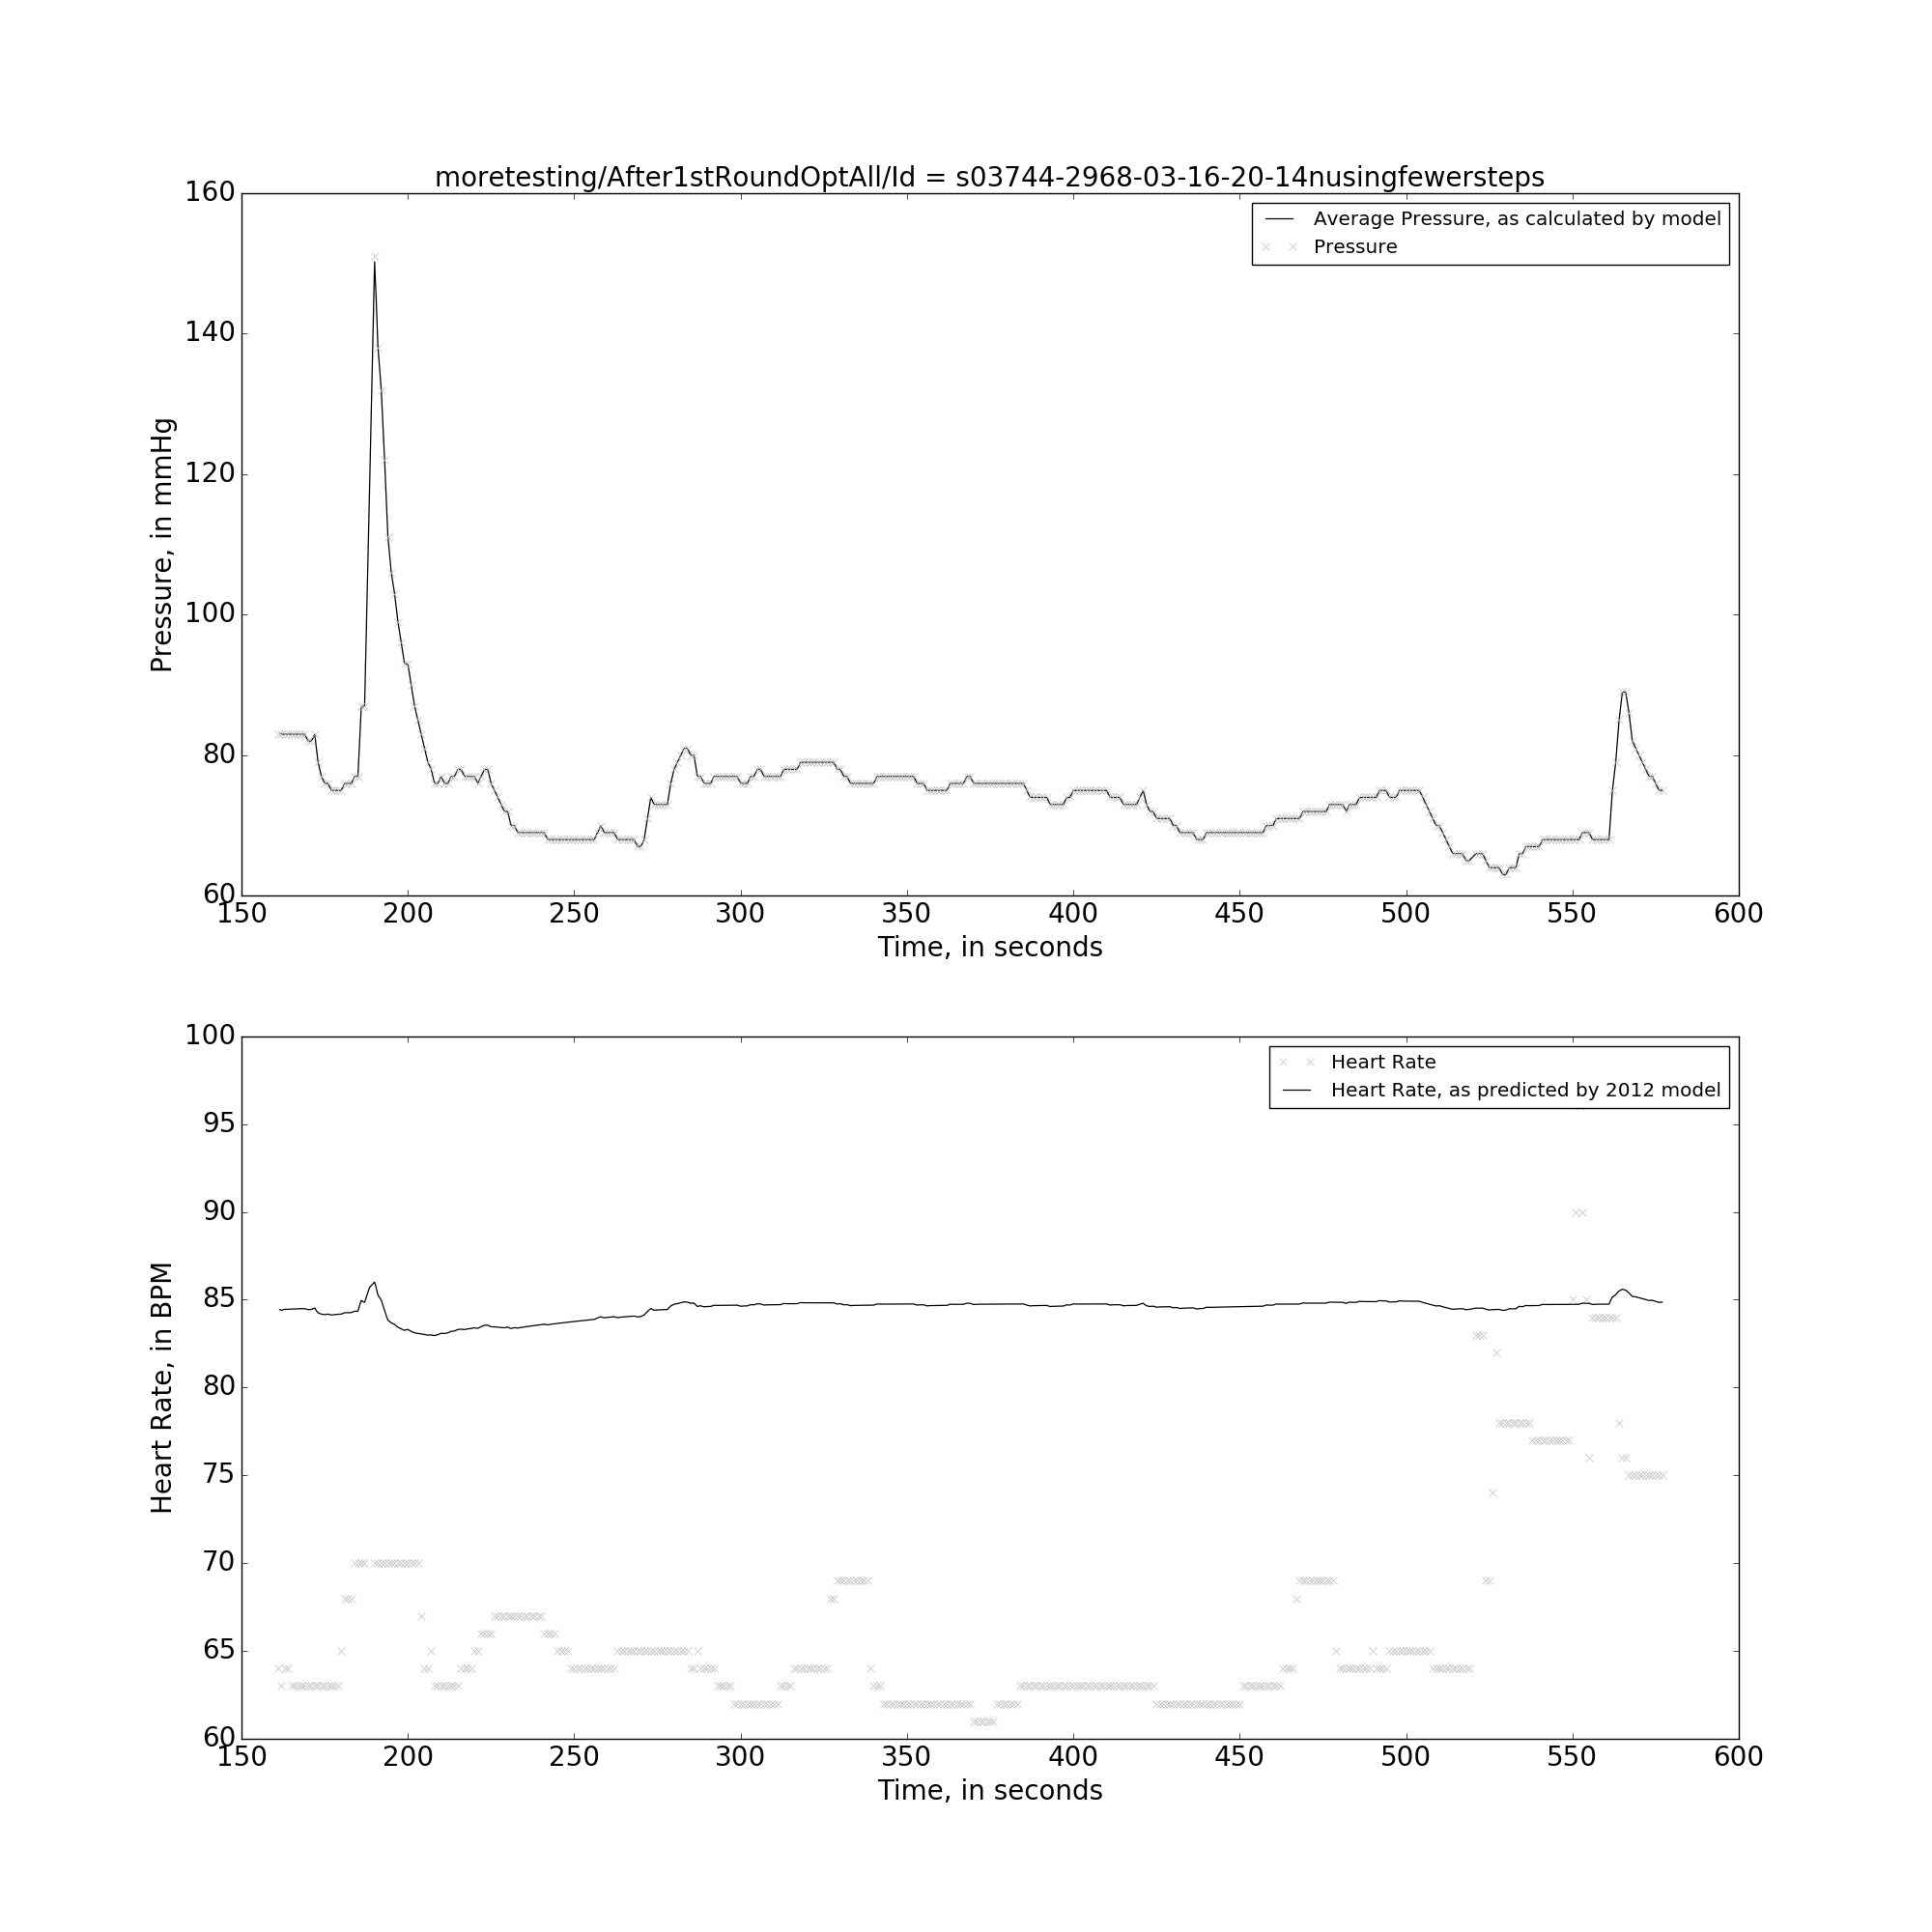 moretesting/After1stRoundOptAll/Id = s03744-2968-03-16-20-14nusingfewersteps
160
140
120
100
80
60
Pressure, in mmHg
Average Pressure, as calculated by model
Pressure
150 200 250 300 350 400 450 500 550 600
Time, in seconds
100
95
90
85
80
75
70
65
60
Heart Rate, in BPM
Heart Rate
Heart Rate, as predicted by 2012 model
150 200 250 300 350 400 450 500 550 600
Time, in seconds